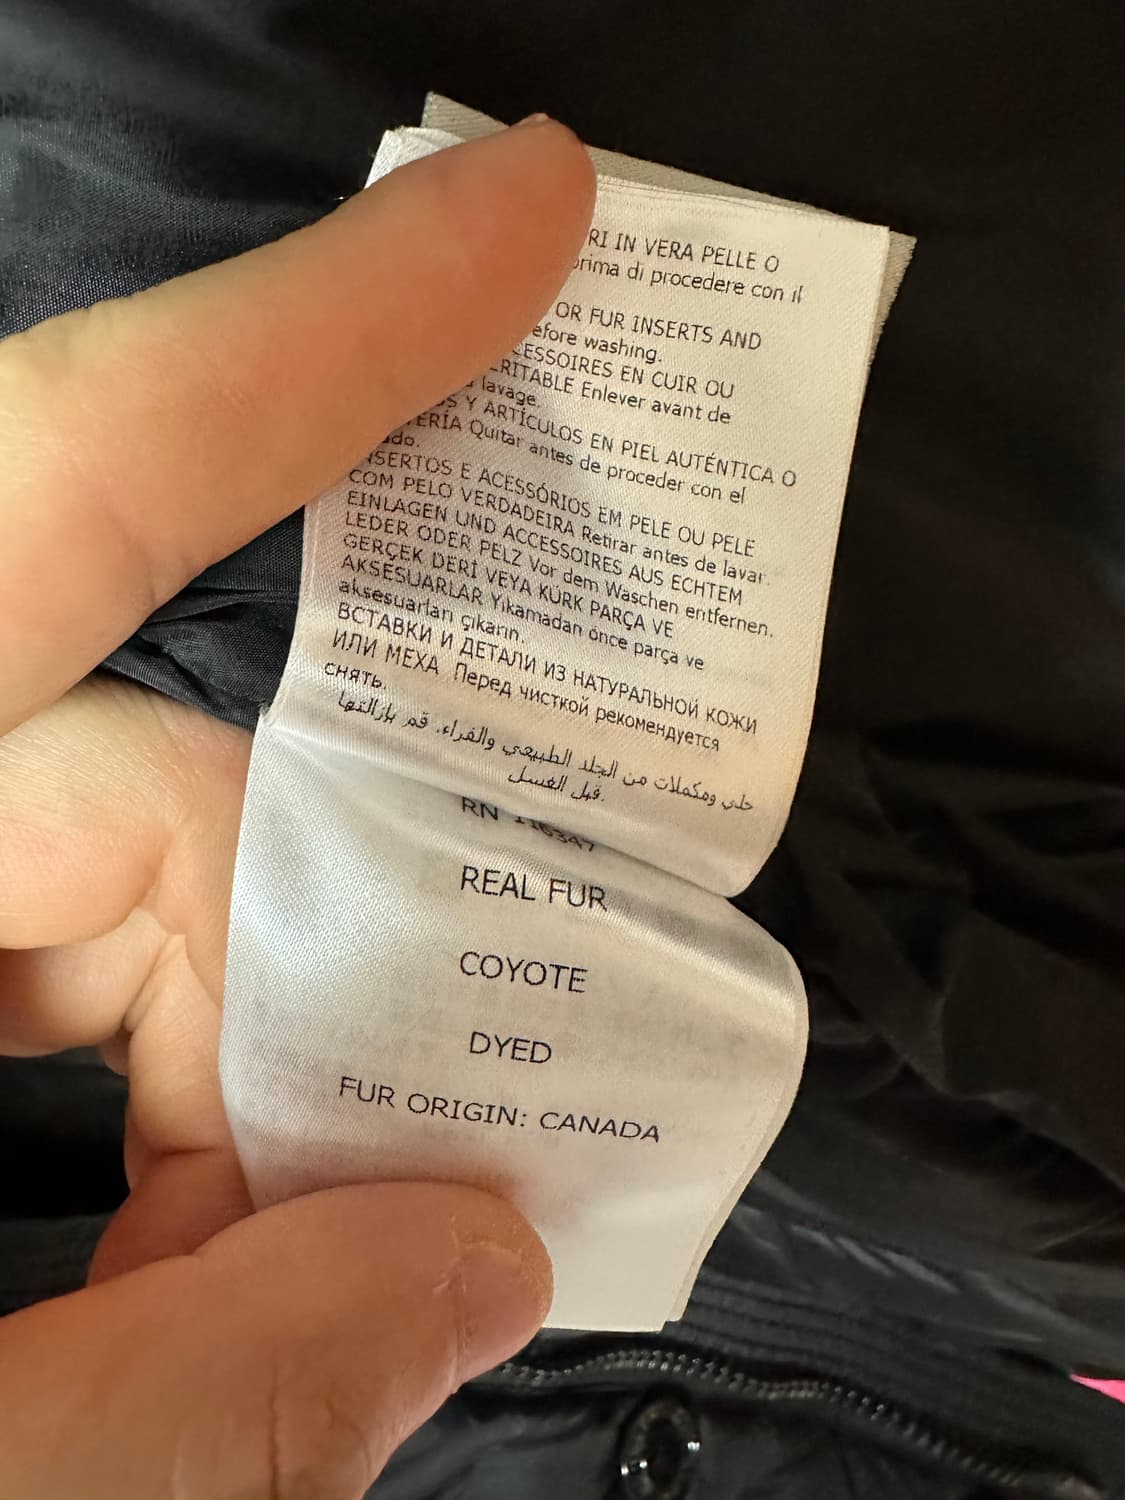 IN VERA PELLE O
prima di procedere con il
OR FUR INSERTS AND
before washing.
EN CUIR OU
Enlever avant de
lavage.
Y ARTÍCULOS EN PIEL AUTÉNTICA O
Quitar antes de proceder con el
INSERTOS E ACESSÓRIOS EM PELE OU PELE
COM PELO VERDADEIRA Retirar antes de lavar.
EINLAGEN UND ACCESSOIRES AUS ECHTEM
LEDER ODER PELZ Vor dem Waschen entfernen.
GERÇEK DERİ VEYA KÜRK PARÇA VE
AKSESUARLAR Yıkamadan önce parça ve
aksesuarları çıkarın.
ВСТАВКИ И ДЕТАЛИ ИЗ НАТУРАЛЬНОЙ КОЖИ
ИЛИ МЕХА Перед чисткой рекомендуется
снять.
حلي ومكملات من الجلد الطبيعي والفراء. قم بإزالتها
قبل الغسل.
RN 116347
REAL FUR
COYOTE
DYED
FUR ORIGIN: CANADA